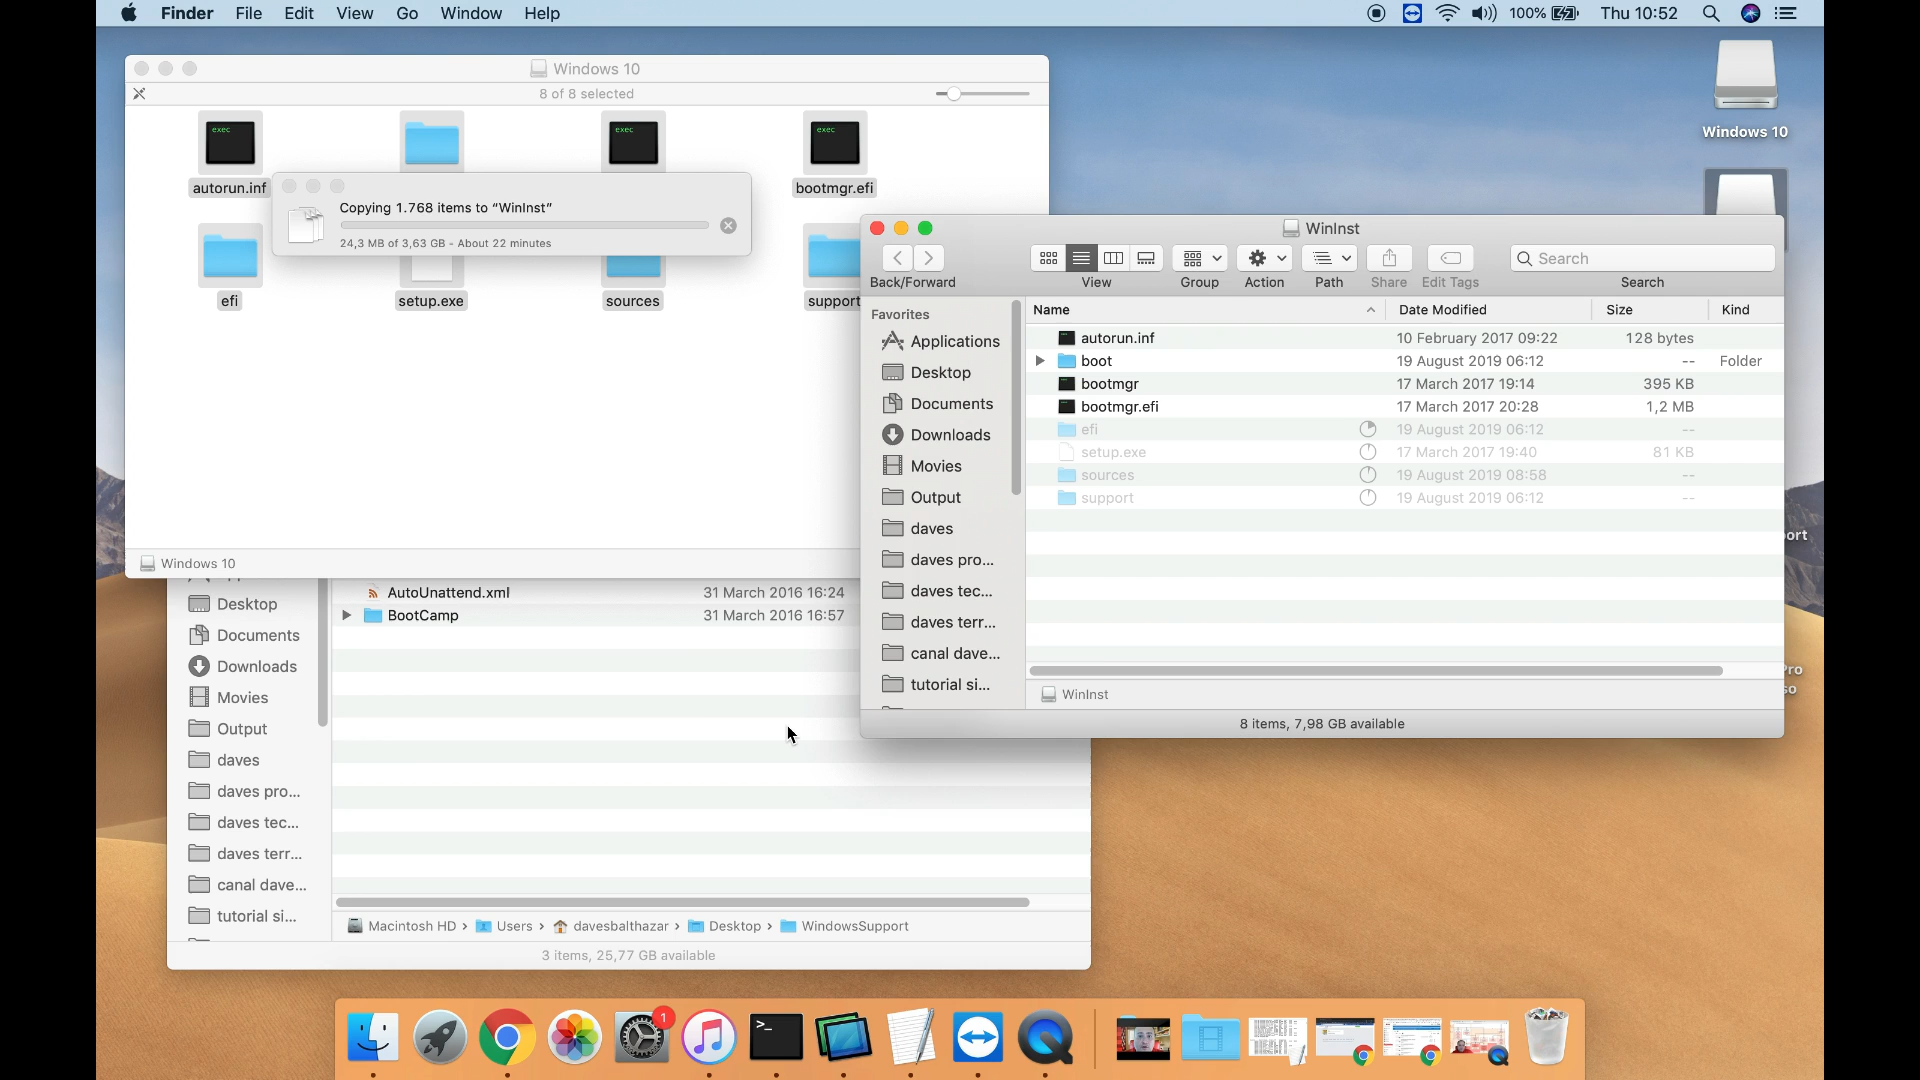 Finder File Edit View Go Window Help 100% Thu 10:52
Windows 10
8 of 8 selected
exec exec exec
autorun.inf bootmgr.efi
Copying 1.768 items to “WinInst”
24,3 MB of 3,63 GB - About 22 minutes
efi setup.exe sources support
Windows 10
AutoUnattend.xml 31 March 2016 16:24
BootCamp 31 March 2016 16:57
Desktop
Documents
Downloads
Movies
Output
daves
daves pro...
daves tec...
daves terr...
canal dave...
tutorial si...
Macintosh HD › Users › davesbalthazar › Desktop › WindowsSupport
3 items, 25,77 GB available
WinInst
Search
Back/Forward View Group Action Path Share Edit Tags Search
Favorites
Applications
Desktop
Documents
Downloads
Movies
Output
daves
daves pro...
daves tec...
daves terr...
canal dave...
tutorial si...
Name Date Modified Size Kind
autorun.inf 10 February 2017 09:22 128 bytes
boot 19 August 2019 06:12 -- Folder
bootmgr 17 March 2017 19:14 395 KB
bootmgr.efi 17 March 2017 20:28 1,2 MB
efi 19 August 2019 06:12 --
setup.exe 17 March 2017 19:40 81 KB
sources 19 August 2019 08:58 --
support 19 August 2019 06:12 --
WinInst
8 items, 7,98 GB available
Windows 10
ort
Pro
so
1
>_